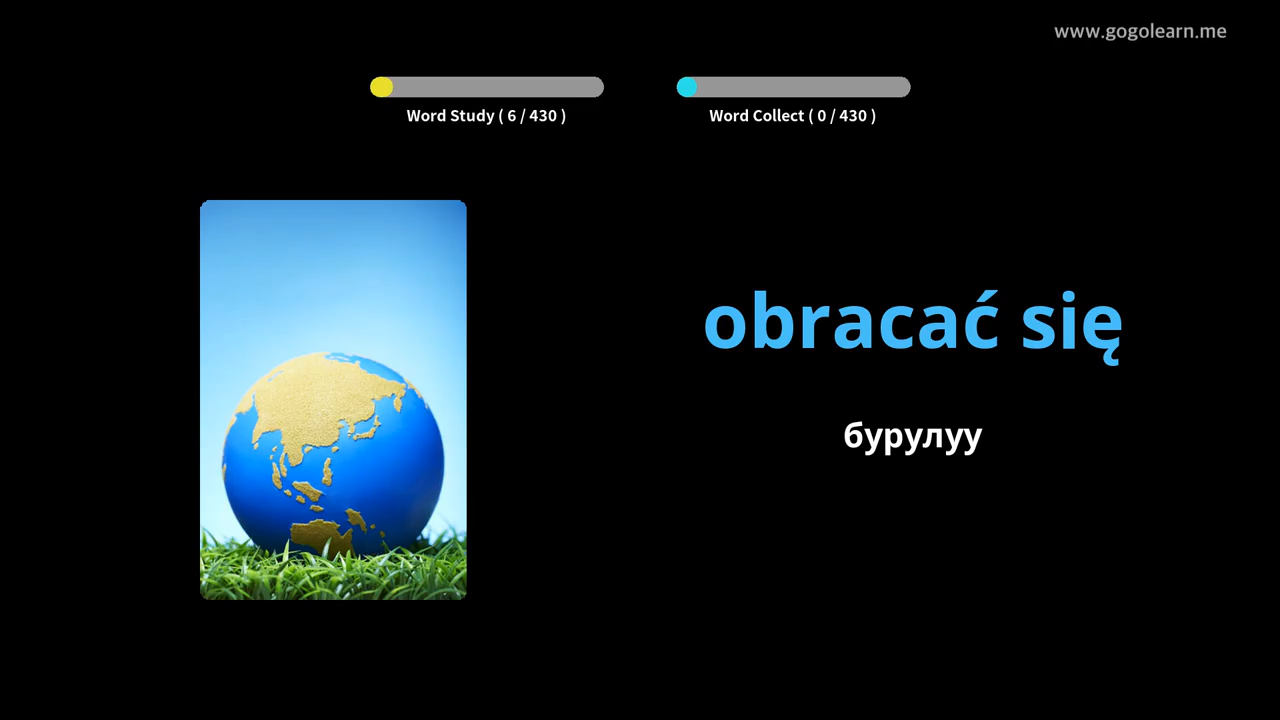 www.gogolearn.me
Word Study ( 6 / 430 )
Word Collect ( 0 / 430 )
obracać się
бурулуу